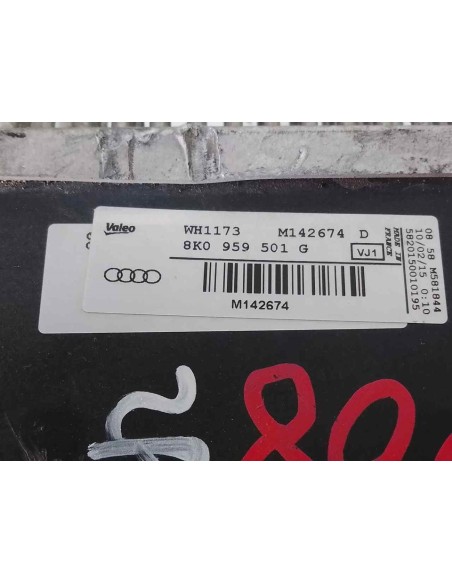 Valeo
WH1173 M142674 D
8K0 959 501 G
VJ1
MADE IN
FRANCE
M142674
08 58 M581844
10/02/15 0:10
5820150010195